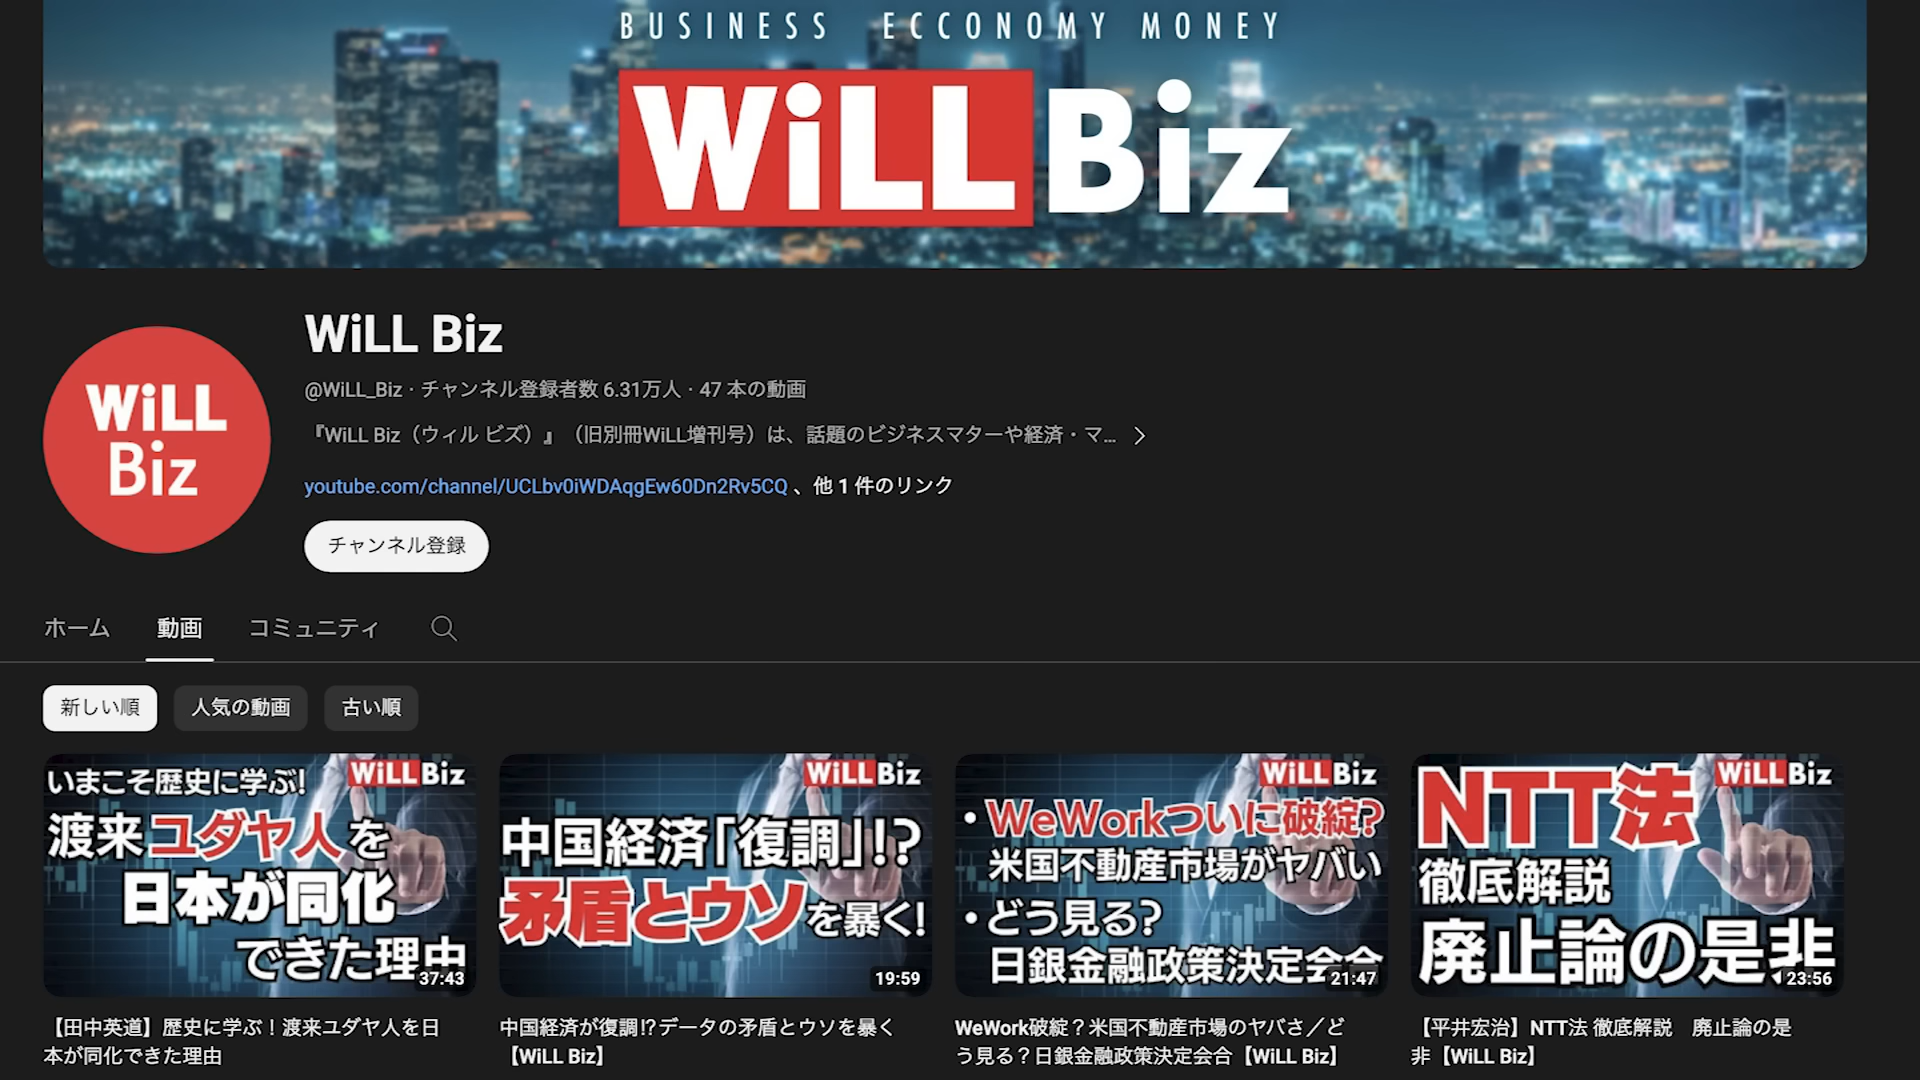 BUSINESS ECCONOMY MONEY
WiLL Biz
WiLL
Biz
WiLL Biz
@WiLL_Biz · チャンネル登録者数 6.31万人 · 47 本の動画
『WiLL Biz（ウィル ビズ）』（旧別冊WiLL増刊号）は、話題のビジネスマターや経済・マ...
youtube.com/channel/UCLbv0iWDAqgEw60Dn2Rv5CQ 、他 1 件のリンク
チャンネル登録
ホーム 動画 コミュニティ
新しい順 人気の動画 古い順
いまこそ歴史に学ぶ! WiLL Biz
渡来ユダヤ人を
日本が同化
できた理由
37:43
【田中英道】歴史に学ぶ！渡来ユダヤ人を日
本が同化できた理由
WiLL Biz
中国経済「復調」!?
矛盾とウソを暴く!
19:59
中国経済が復調!?データの矛盾とウソを暴く
【WiLL Biz】
WiLL Biz
・WeWorkついに破綻?
米国不動産市場がヤバい
・どう見る?
日銀金融政策決定会合
21:47
WeWork破綻？米国不動産市場のヤバさ／ど
う見る？日銀金融政策決定会合【WiLL Biz】
NTT法 WiLL Biz
徹底解説
廃止論の是非
23:56
【平井宏治】NTT法 徹底解説　廃止論の是
非【WiLL Biz】